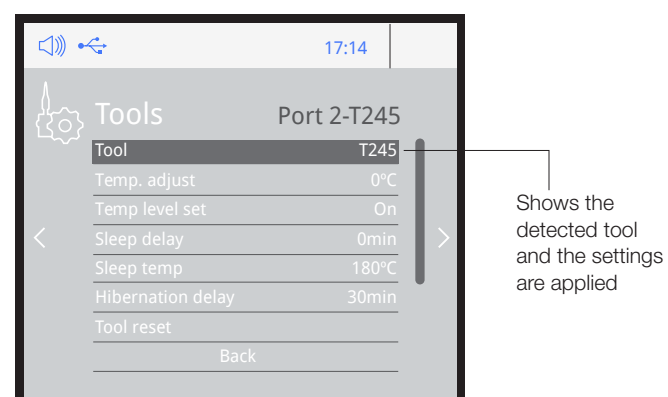 17:14
Tools Port 2-T245
Tool T245
Temp. adjust 0ºC
Temp level set On
Sleep delay 0min
Sleep temp 180ºC
Hibernation delay 30min
Tool reset
Back
Shows the
detected tool
and the settings
are applied